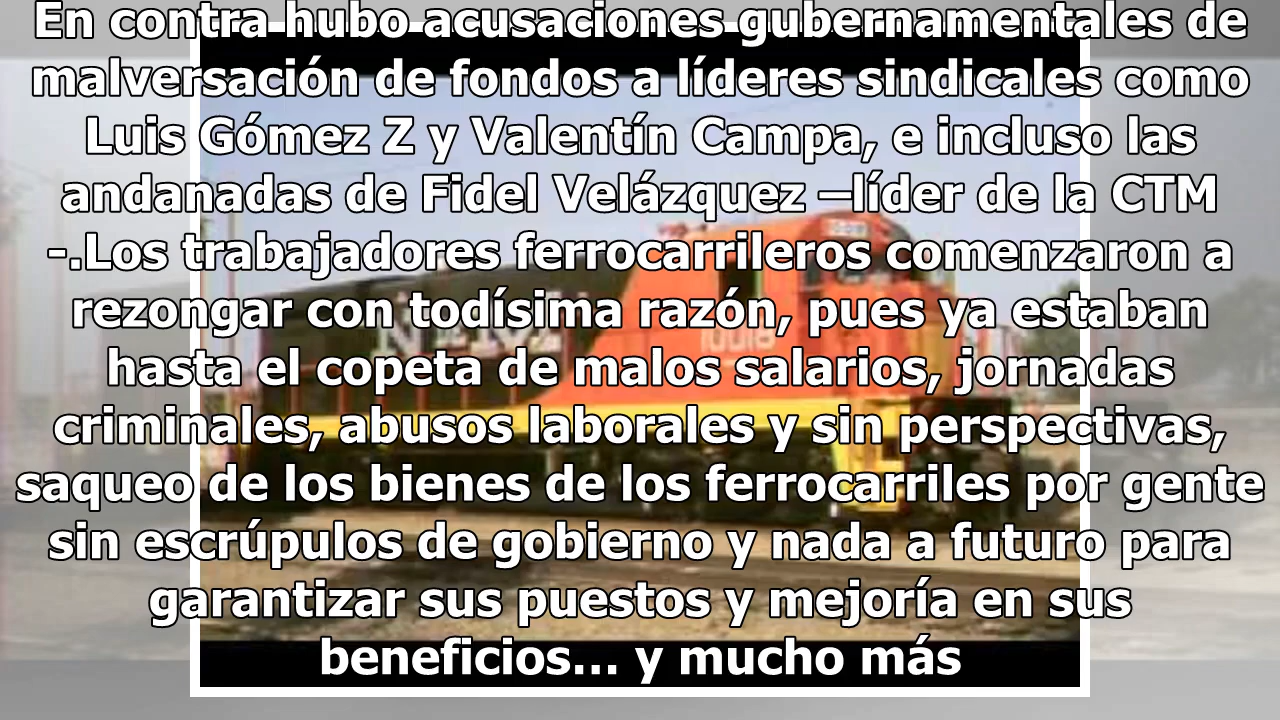 En contra hubo acusaciones gubernamentales de
malversación de fondos a líderes sindicales como
Luis Gómez Z y Valentín Campa, e incluso las
andanadas de Fidel Velázquez –líder de la CTM
-.Los trabajadores ferrocarrileros comenzaron a
rezongar con todísima razón, pues ya estaban
hasta el copeta de malos salarios, jornadas
criminales, abusos laborales y sin perspectivas,
saqueo de los bienes de los ferrocarriles por gente
sin escrúpulos de gobierno y nada a futuro para
garantizar sus puestos y mejoría en sus
beneficios... y mucho más